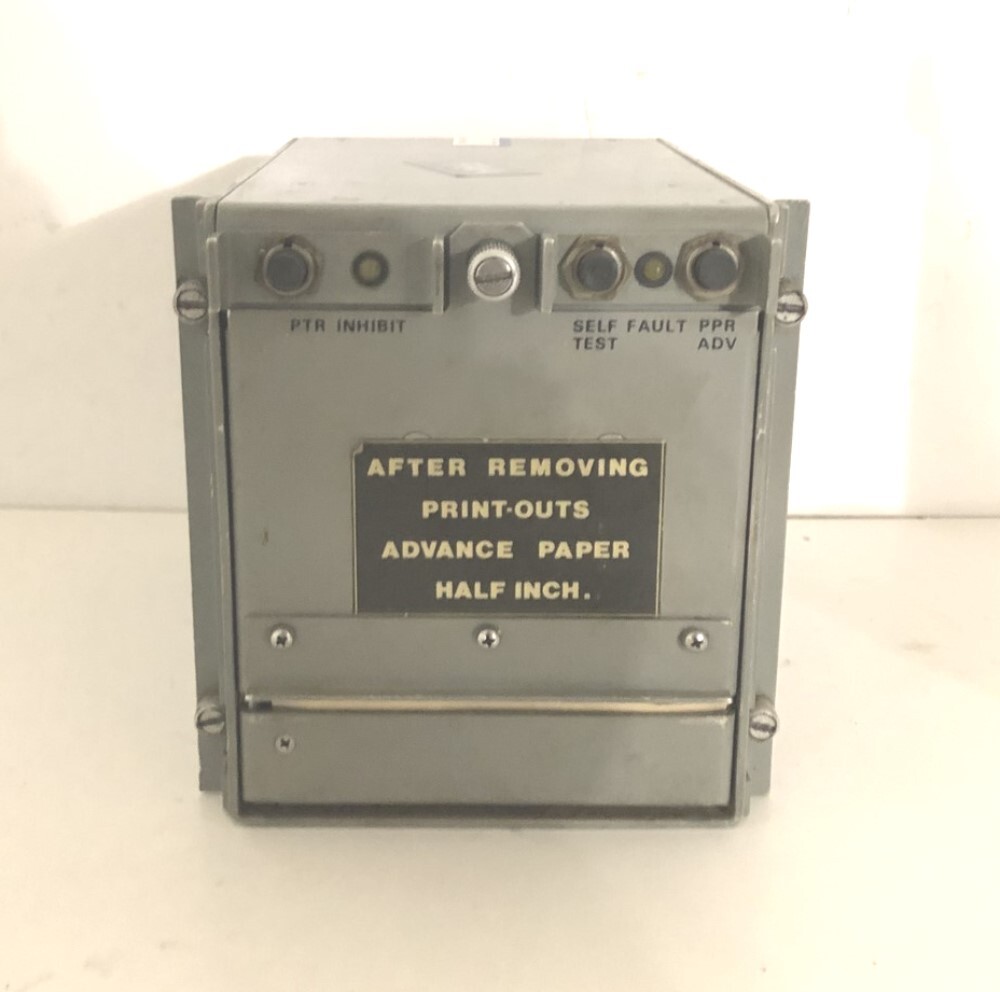 PTR INHIBIT
SELF FAULT PPR
TEST ADV
AFTER REMOVING
PRINT-OUTS
ADVANCE PAPER
HALF INCH.